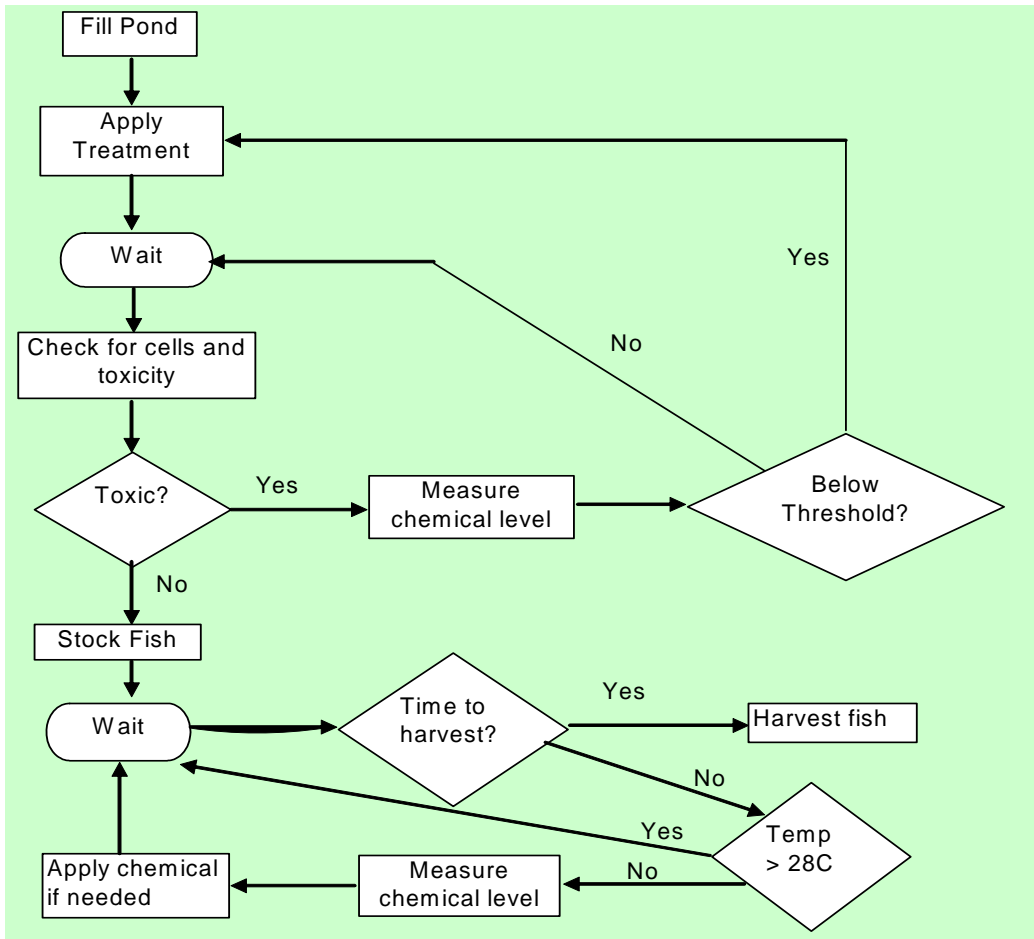 Fill Pond
Apply
Treatment
Wait
Yes
No
Check for cells and
toxicity
Toxic?
Yes
Measure
chemical level
Below
Threshold?
No
Stock Fish
Wait
Time to
harvest?
Yes
Harvest fish
No
Temp
> 28C
Yes
No
Measure
chemical level
Apply chemical
if needed